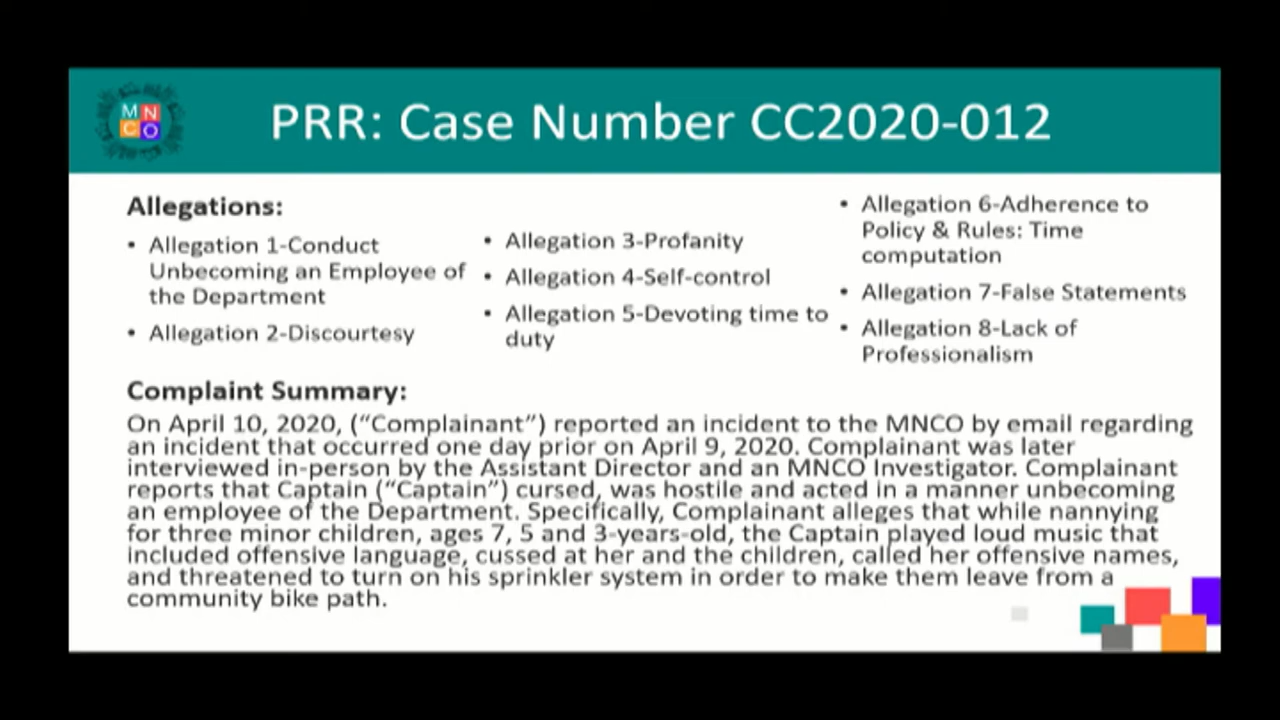 MN
CO
PRR: Case Number CC2020-012
Allegations:
• Allegation 1-Conduct
Unbecoming an Employee of
the Department
• Allegation 2-Discourtesy
• Allegation 3-Profanity
• Allegation 4-Self-control
• Allegation 5-Devoting time to
duty
• Allegation 6-Adherence to
Policy & Rules: Time
computation
• Allegation 7-False Statements
• Allegation 8-Lack of
Professionalism
Complaint Summary:
On April 10, 2020, (“Complainant”) reported an incident to the MNCO by email regarding
an incident that occurred one day prior on April 9, 2020. Complainant was later
interviewed in-person by the Assistant Director and an MNCO Investigator. Complainant
reports that Captain (“Captain”) cursed, was hostile and acted in a manner unbecoming
an employee of the Department. Specifically, Complainant alleges that while nannying
for three minor children, ages 7, 5 and 3-years-old, the Captain played loud music that
included offensive language, cussed at her and the children, called her offensive names,
and threatened to turn on his sprinkler system in order to make them leave from a
community bike path.